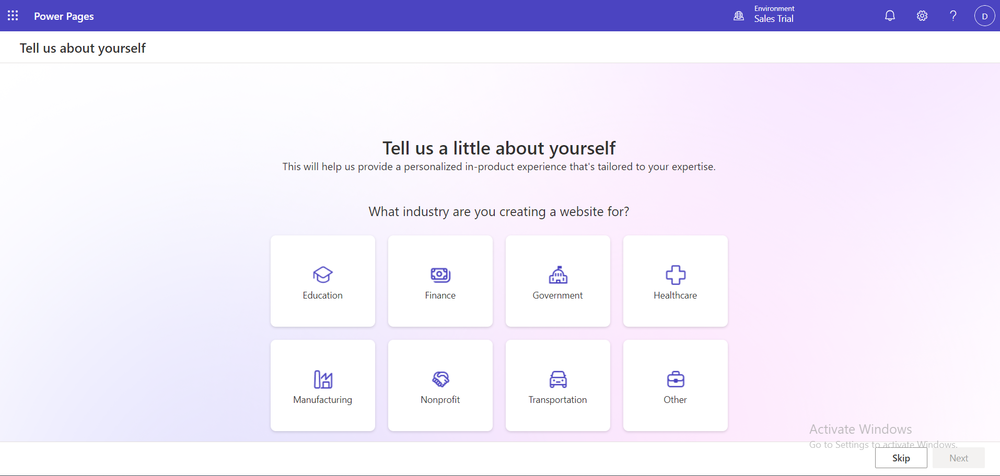 Power Pages
Environment
Sales Trial
D
Tell us about yourself
Tell us a little about yourself
This will help us provide a personalized in-product experience that's tailored to your expertise.
What industry are you creating a website for?
Education
Finance
Government
Healthcare
Manufacturing
Nonprofit
Transportation
Other
Activate Windows
Go to Settings to activate Windows.
Skip
Next